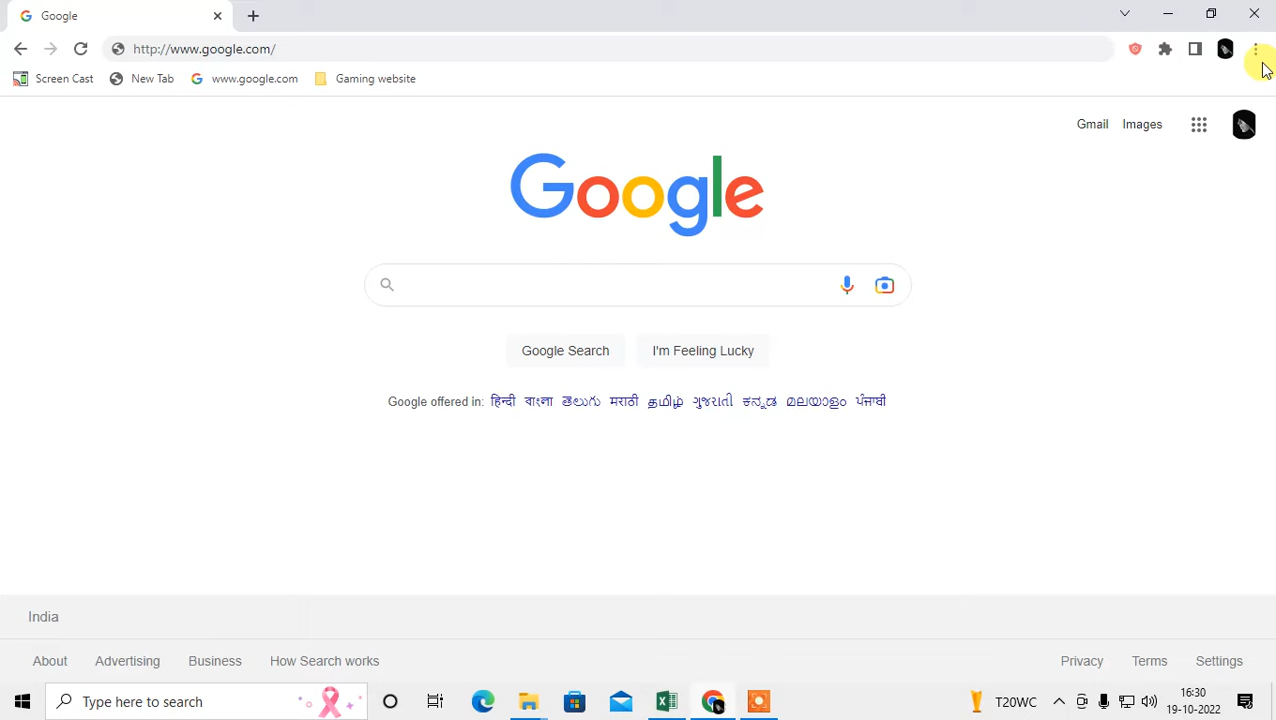 Google
http://www.google.com/
Screen Cast New Tab www.google.com Gaming website
Gmail Images
Google
Google Search I'm Feeling Lucky
Google offered in: हिन्दी বাংলা తెలుగు मराठी தமிழ் ગુજરાતી ಕನ್ನಡ മലയാളം ਪੰਜਾਬੀ
India
About Advertising Business How Search works Privacy Terms Settings
Type here to search T20WC 16:30
19-10-2022